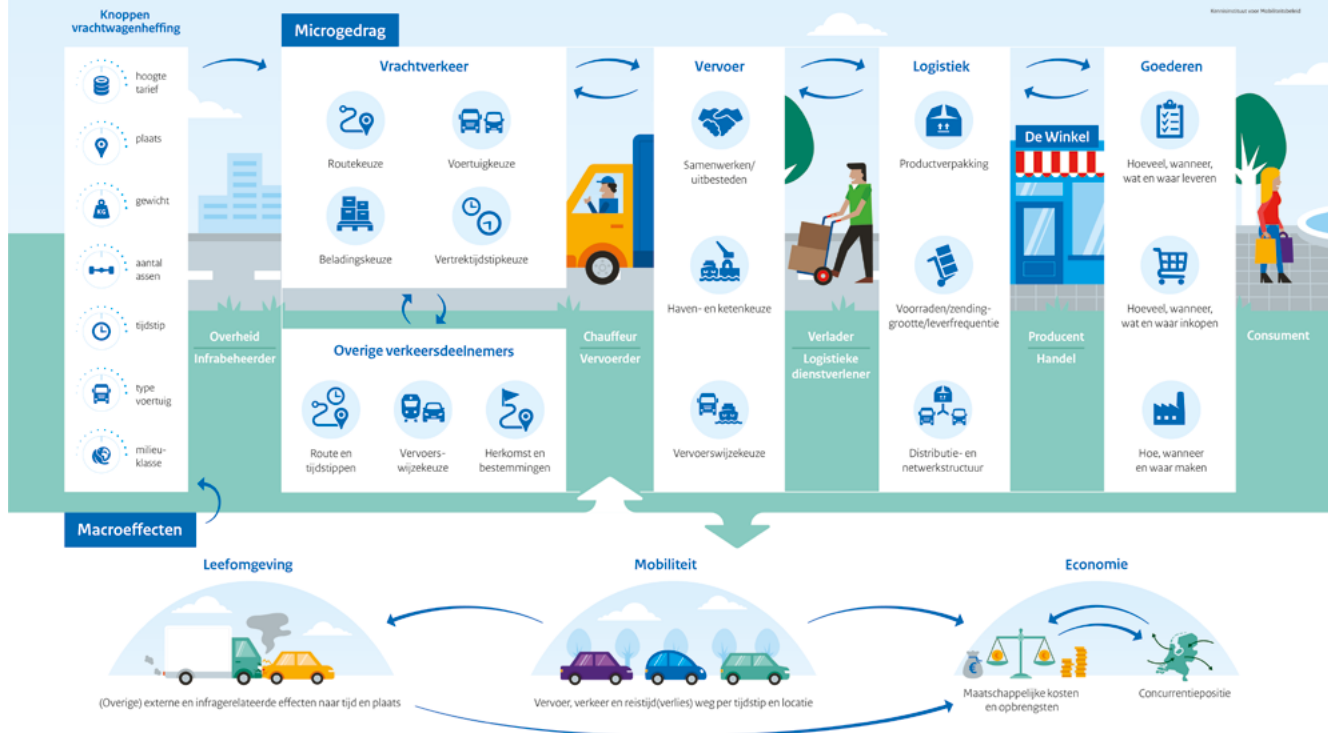 Knoppen
vrachtwagenheffing
hoogte
tarief
plaats
gewicht
KG
aantal
assen
tijdstip
type
voertuig
milieu-
klasse
Overheid
Infrabeheerder
Microgedrag
Vrachtverkeer
Routekeuze
Voertuigkeuze
Beladingskeuze
Vertrektijdstipkeuze
Overige verkeersdeelnemers
Route en
tijdstippen
Vervoers-
wijzekeuze
Herkomst en
bestemmingen
Chauffeur
Vervoerder
Vervoer
Samenwerken/
uitbesteden
Haven- en ketenkeuze
Vervoerswijzekeuze
Verlader
Logistieke
dienstverlener
Logistiek
Productverpakking
Voorraden/zending-
grootte/leverfrequentie
Distributie- en
netwerkstructuur
De Winkel
Producent
Handel
Goederen
Hoeveel, wanneer,
wat en waar leveren
Hoeveel, wanneer,
wat en waar inkopen
Hoe, wanneer
en waar maken
Kennisinstituut voor Mobiliteitsbeleid
Consument
Macroeffecten
Leefomgeving
(Overige) externe en infragerelateerde effecten naar tijd en plaats
Mobiliteit
Vervoer, verkeer en reistijd(verlies) weg per tijdstip en locatie
Economie
€
Maatschappelijke kosten
en opbrengsten
Concurrentiepositie